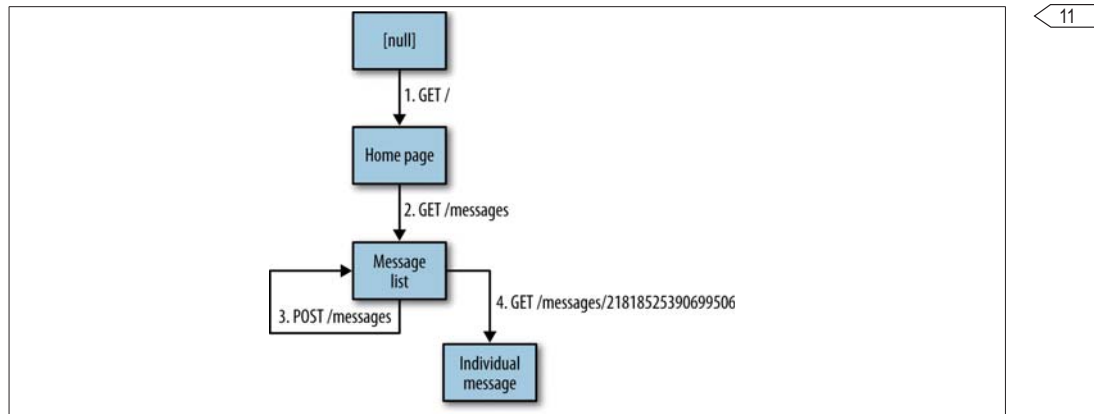 11
[null]
1. GET /
Home page
2. GET /messages
Message
list
3. POST /messages
4. GET /messages/21818525390699506
Individual
message